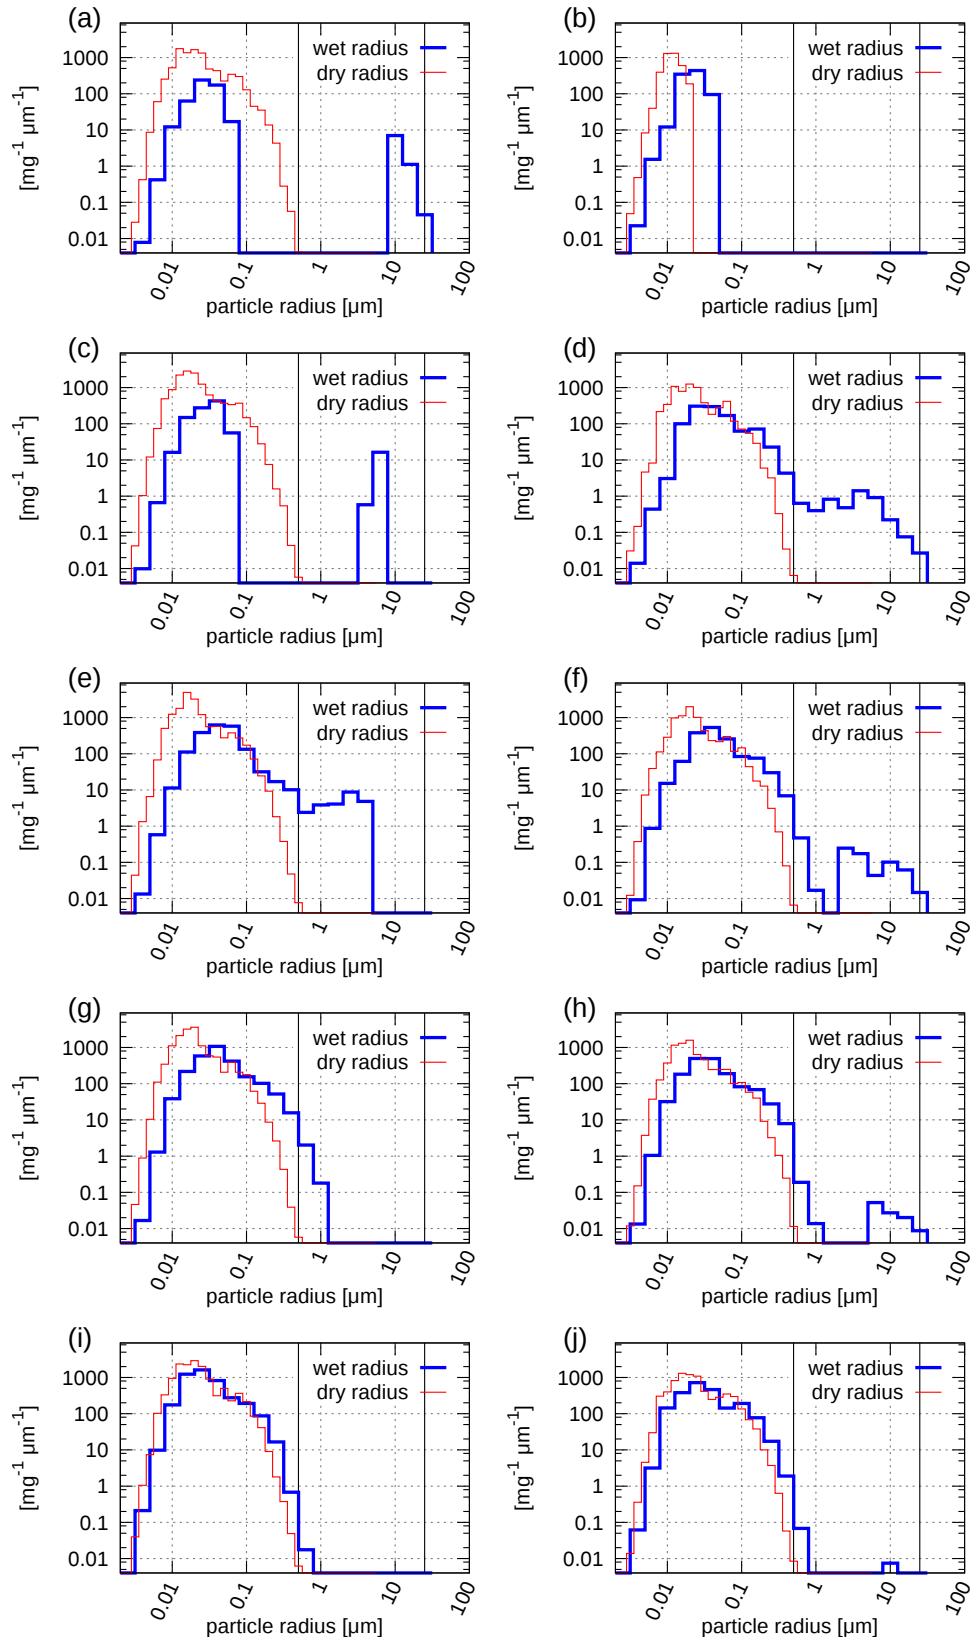 (a)
[mg⁻¹ µm⁻¹]
1000
100
10
1
0.1
0.01
wet radius
dry radius
0.01
0.1
1
10
100
particle radius [µm]
(b)
[mg⁻¹ µm⁻¹]
1000
100
10
1
0.1
0.01
wet radius
dry radius
0.01
0.1
1
10
100
particle radius [µm]
(c)
[mg⁻¹ µm⁻¹]
1000
100
10
1
0.1
0.01
wet radius
dry radius
0.01
0.1
1
10
100
particle radius [µm]
(d)
[mg⁻¹ µm⁻¹]
1000
100
10
1
0.1
0.01
wet radius
dry radius
0.01
0.1
1
10
100
particle radius [µm]
(e)
[mg⁻¹ µm⁻¹]
1000
100
10
1
0.1
0.01
wet radius
dry radius
0.01
0.1
1
10
100
particle radius [µm]
(f)
[mg⁻¹ µm⁻¹]
1000
100
10
1
0.1
0.01
wet radius
dry radius
0.01
0.1
1
10
100
particle radius [µm]
(g)
[mg⁻¹ µm⁻¹]
1000
100
10
1
0.1
0.01
wet radius
dry radius
0.01
0.1
1
10
100
particle radius [µm]
(h)
[mg⁻¹ µm⁻¹]
1000
100
10
1
0.1
0.01
wet radius
dry radius
0.01
0.1
1
10
100
particle radius [µm]
(i)
[mg⁻¹ µm⁻¹]
1000
100
10
1
0.1
0.01
wet radius
dry radius
0.01
0.1
1
10
100
particle radius [µm]
(j)
[mg⁻¹ µm⁻¹]
1000
100
10
1
0.1
0.01
wet radius
dry radius
0.01
0.1
1
10
100
particle radius [µm]